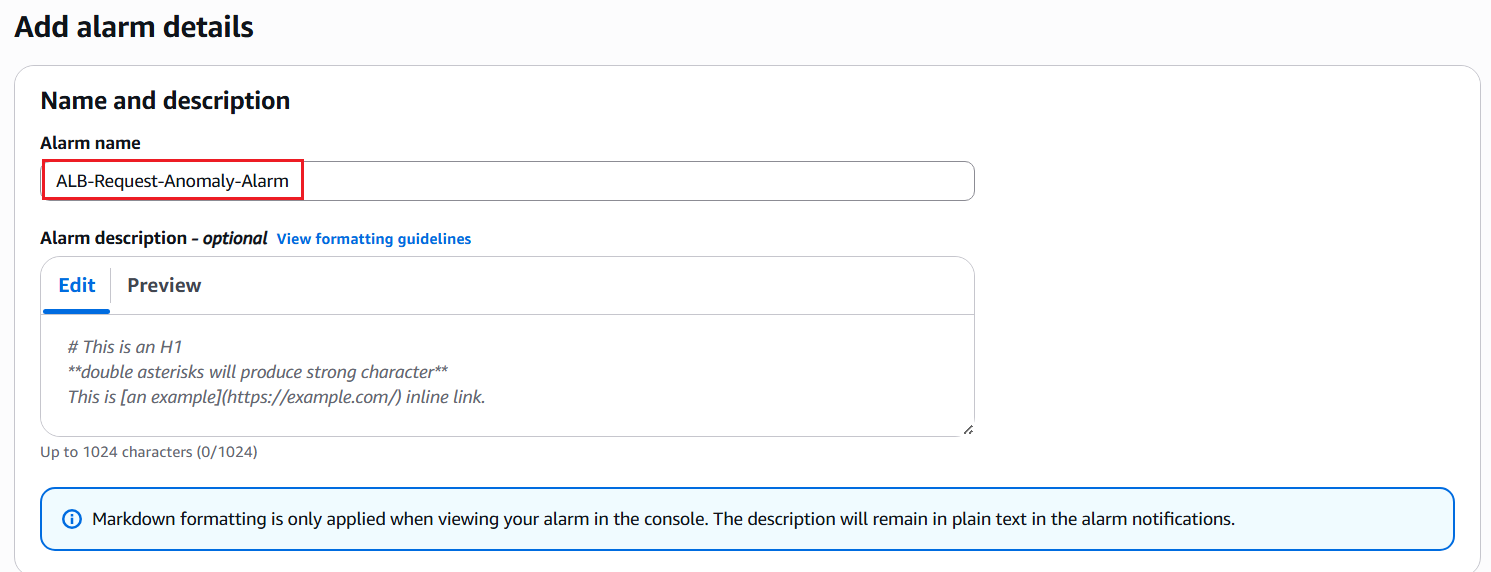 Add alarm details
Name and description
Alarm name
ALB-Request-Anomaly-Alarm
Alarm description - optional View formatting guidelines
Edit Preview
# This is an H1
**double asterisks will produce strong character**
This is [an example](https://example.com/) inline link.
Up to 1024 characters (0/1024)
Markdown formatting is only applied when viewing your alarm in the console. The description will remain in plain text in the alarm notifications.